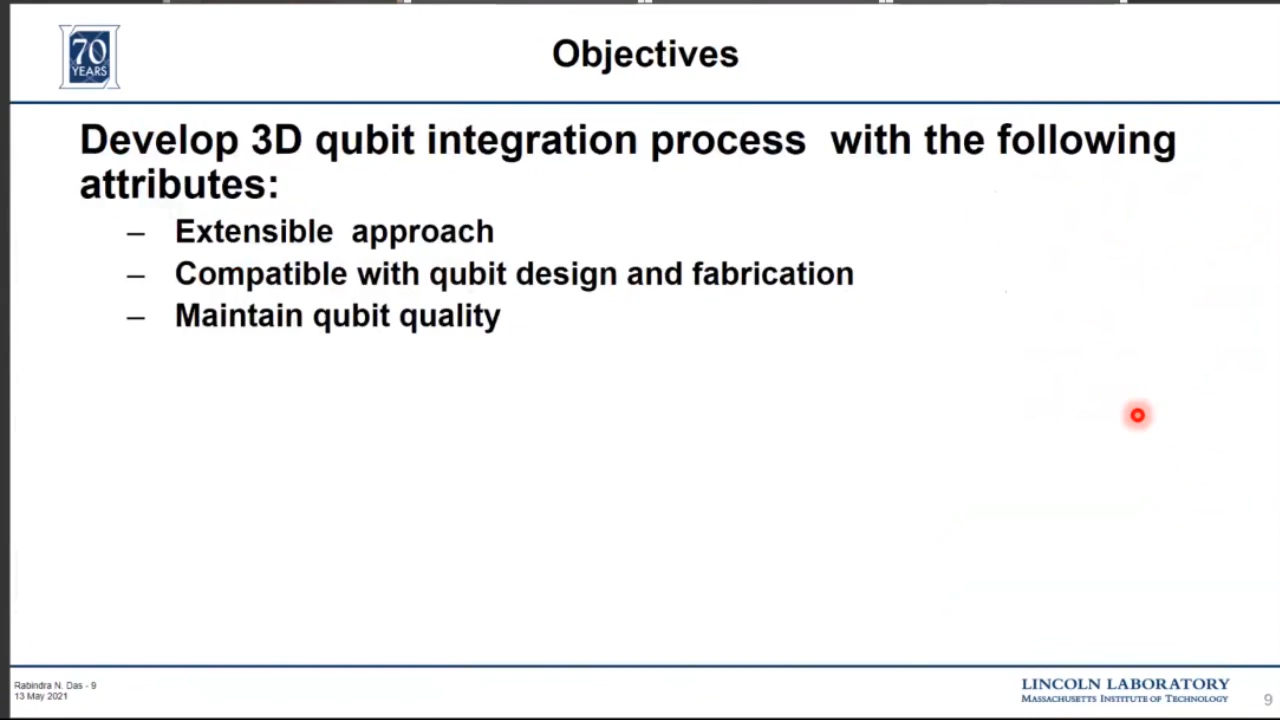 70
YEARS
Objectives
Develop 3D qubit integration process with the following
attributes:
– Extensible approach
– Compatible with qubit design and fabrication
– Maintain qubit quality
Rabindra N. Das - 9
13 May 2021
LINCOLN LABORATORY
MASSACHUSETTS INSTITUTE OF TECHNOLOGY
9